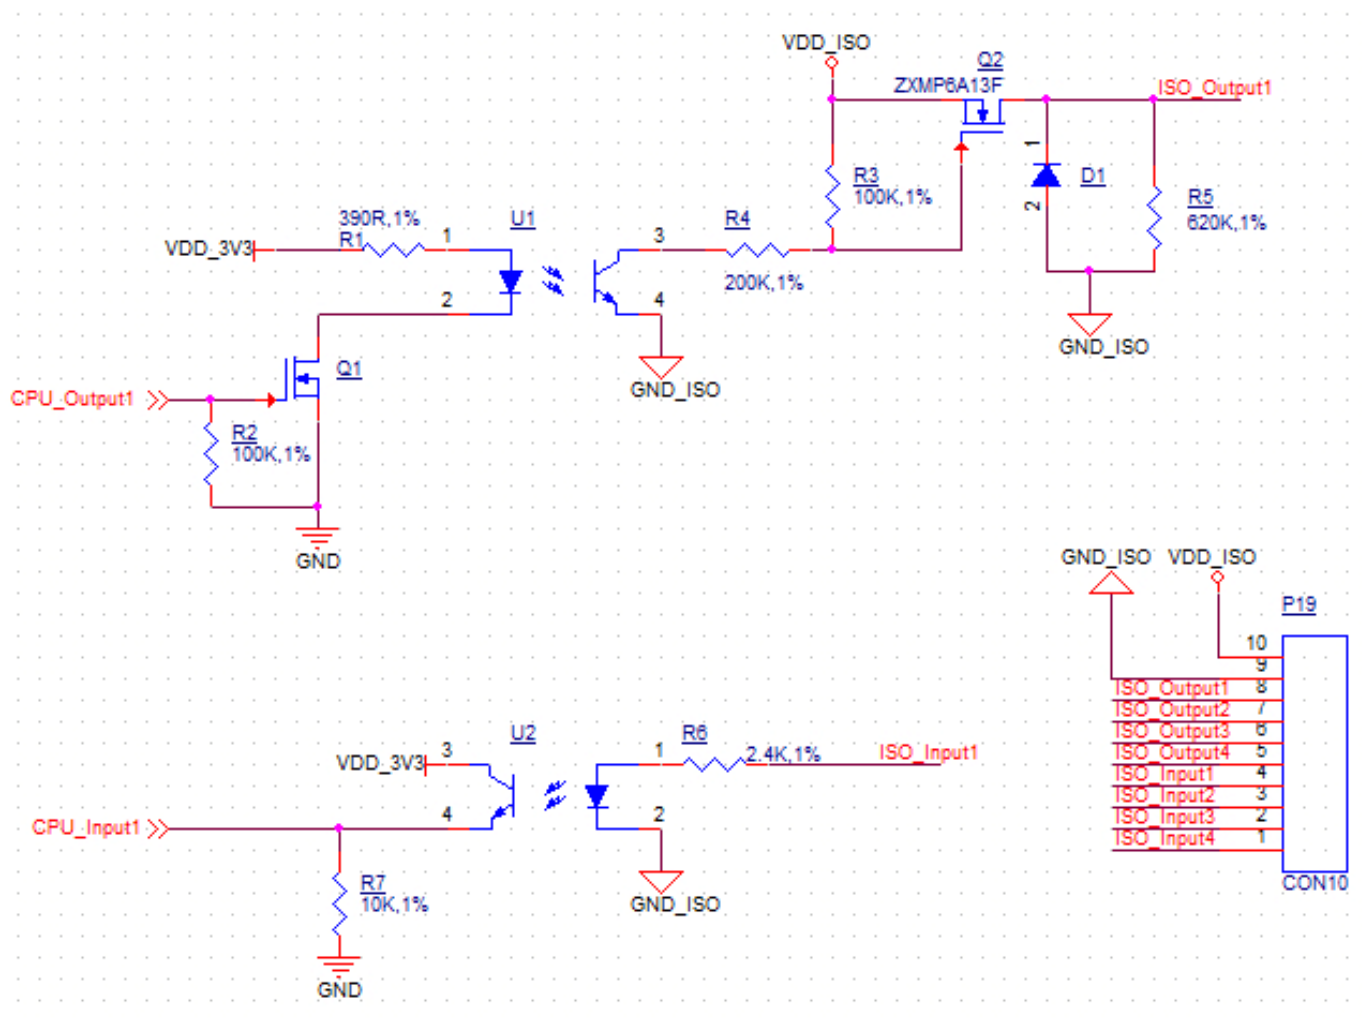 VDD_ISO
Q2
ZXMP6A13F
ISO_Output1
1
D1
2
R3
100K,1%
R5
620K,1%
390R,1%
R1
VDD_3V3
1
U1
3
R4
200K,1%
2
4
GND_ISO
GND_ISO
Q1
CPU_Output1
R2
100K,1%
GND
GND_ISO
VDD_ISO
P19
10
9
ISO_Output1 8
ISO_Output2 7
ISO_Output3 6
ISO_Output4 5
ISO_Input1 4
ISO_Input2 3
ISO_Input3 2
ISO_Input4 1
CON10
VDD_3V3
3
U2
1
R6
2.4K,1%
ISO_Input1
CPU_Input1
4
2
GND_ISO
R7
10K,1%
GND